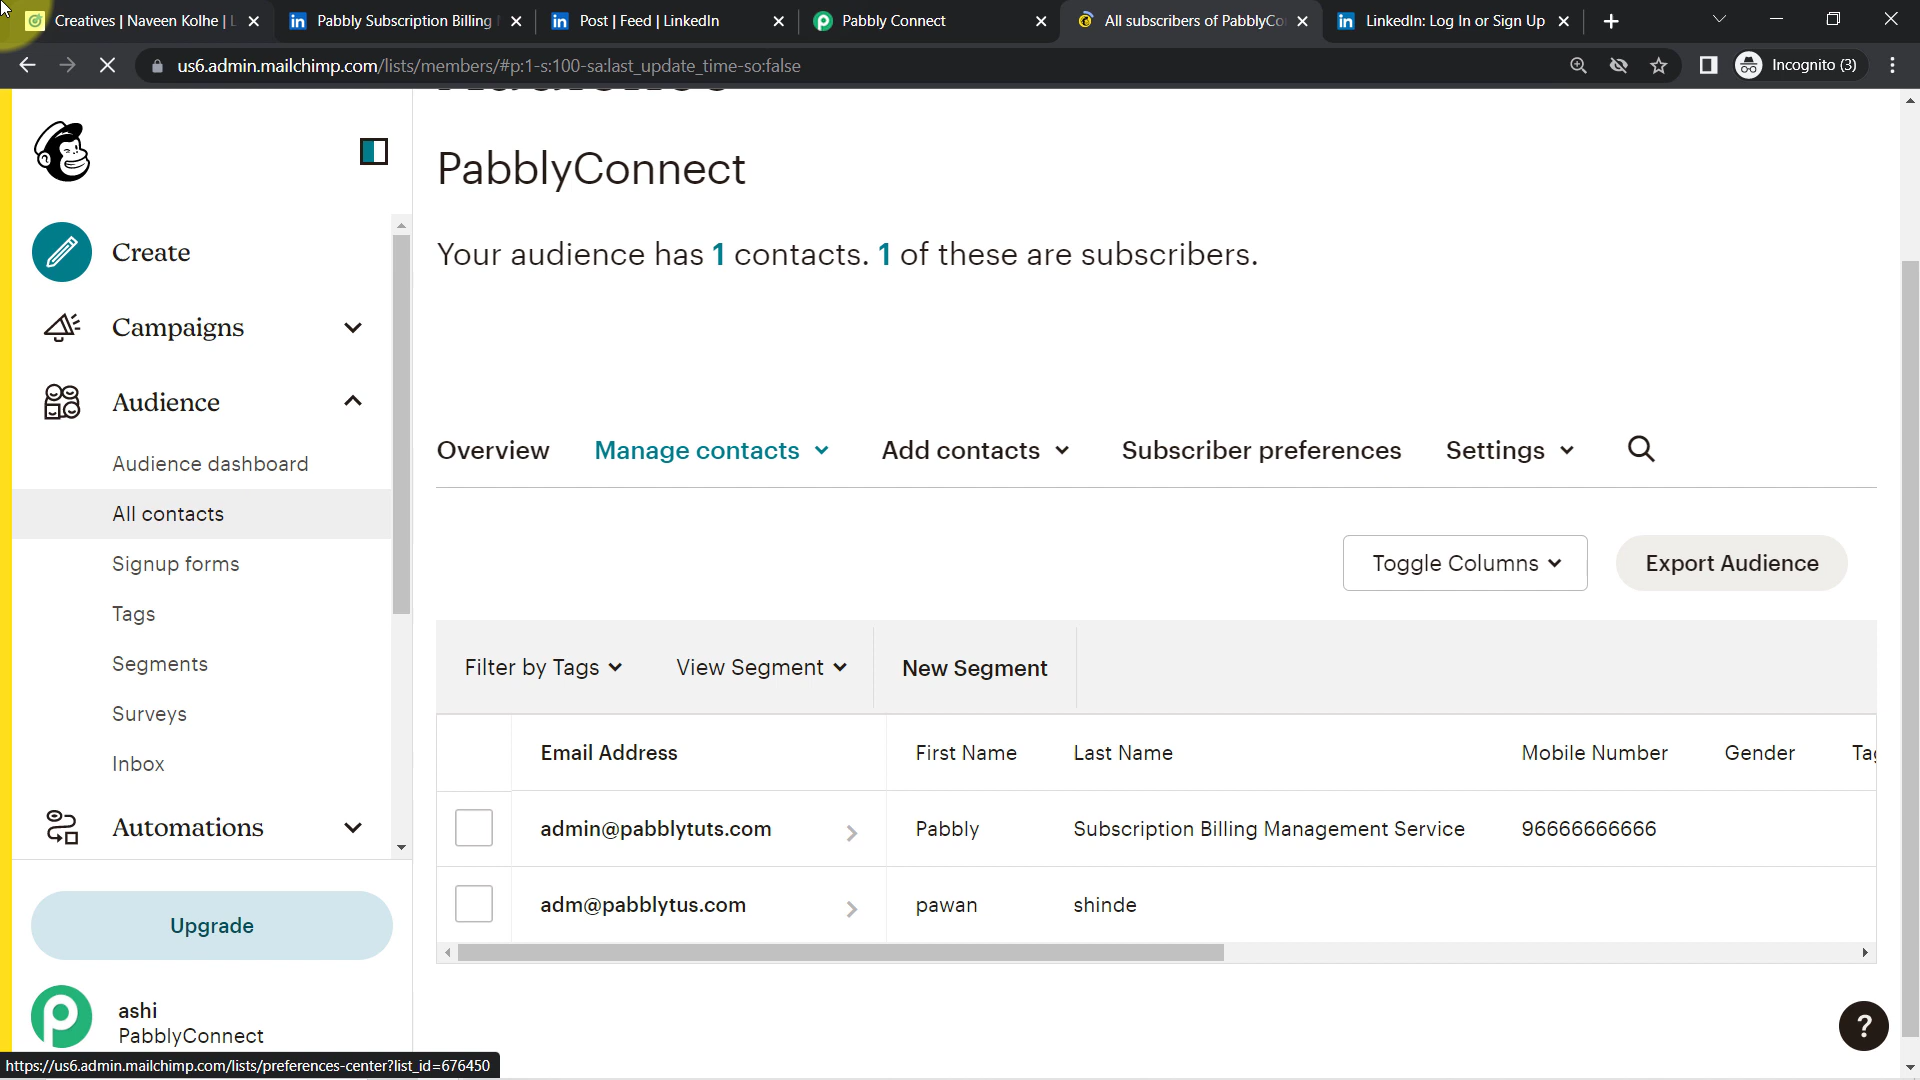 Creatives | Naveen Kolhe | L
Pabbly Subscription Billing
Post | Feed | LinkedIn
Pabbly Connect
All subscribers of PabblyCo
LinkedIn: Log In or Sign Up
us6.admin.mailchimp.com/lists/members/#p:1-s:100-sa:last_update_time-so:false
Incognito (3)
PabblyConnect
Your audience has 1 contacts. 1 of these are subscribers.
Create
Campaigns
Audience
Audience dashboard
All contacts
Signup forms
Tags
Segments
Surveys
Inbox
Automations
Upgrade
ashi
PabblyConnect
Overview
Manage contacts
Add contacts
Subscriber preferences
Settings
Toggle Columns
Export Audience
Filter by Tags
View Segment
New Segment
Email Address First Name Last Name Mobile Number Gender Tag
admin@pabblytuts.com Pabbly Subscription Billing Management Service 96666666666
adm@pabblytus.com pawan shinde
?
https://us6.admin.mailchimp.com/lists/preferences-center?list_id=676450